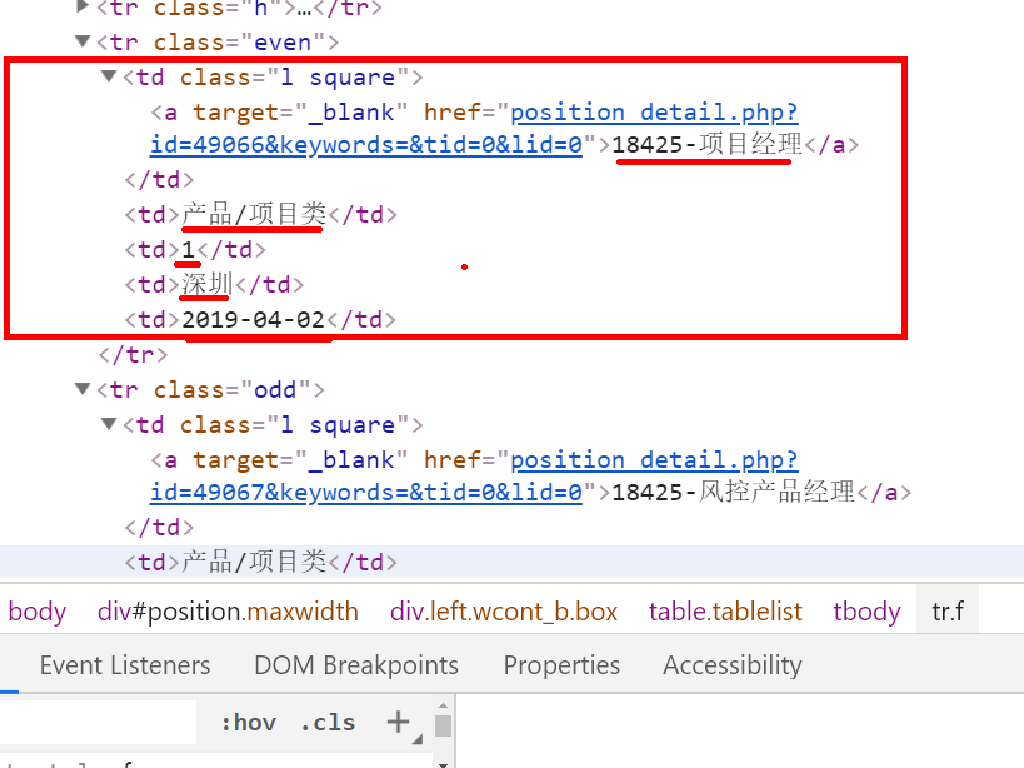 <tr class="h">…</tr>
<tr class="even">
<td class="l square">
<a target="_blank" href="position_detail.php?
id=49066&keywords=&tid=0&lid=0">18425-项目经理</a>
</td>
<td>产品/项目类</td>
<td>1</td>
<td>深圳</td>
<td>2019-04-02</td>
</tr>
<tr class="odd">
<td class="l square">
<a target="_blank" href="position_detail.php?
id=49067&keywords=&tid=0&lid=0">18425-风控产品经理</a>
</td>
<td>产品/项目类</td>
body div#position.maxwidth div.left.wcont_b.box table.tablelist tbody tr.f
Event Listeners DOM Breakpoints Properties Accessibility
:hov .cls +